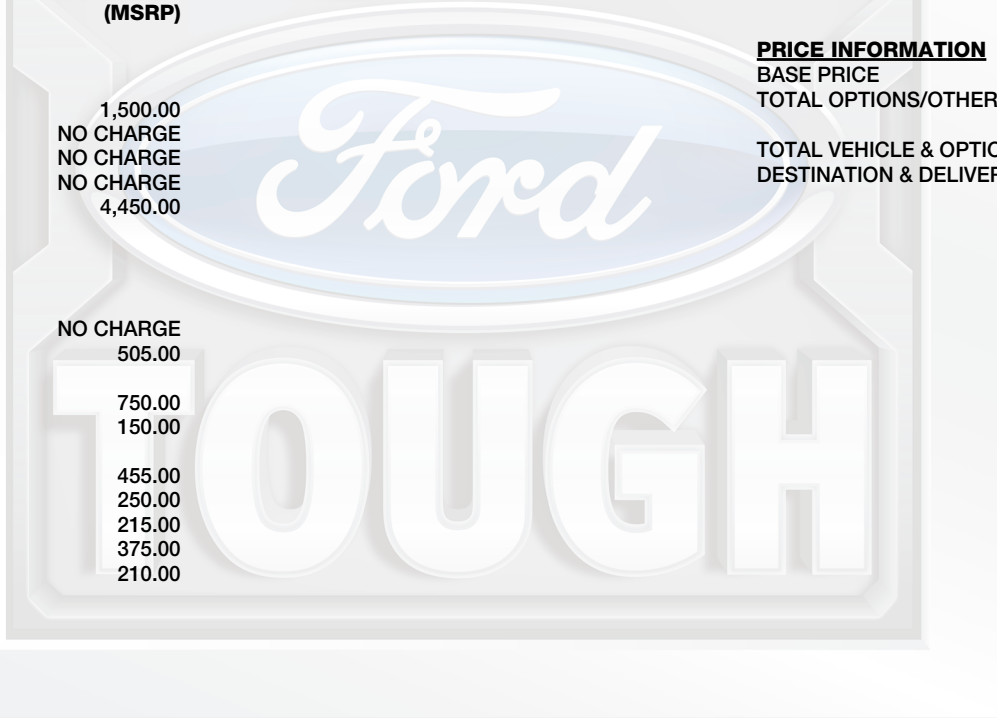 (MSRP)
1,500.00
NO CHARGE
NO CHARGE
NO CHARGE
4,450.00
NO CHARGE
505.00
750.00
150.00
455.00
250.00
215.00
375.00
210.00
PRICE INFORMATION
BASE PRICE
TOTAL OPTIONS/OTHER
TOTAL VEHICLE & OPTIO
DESTINATION & DELIVER
Ford
TOUGH